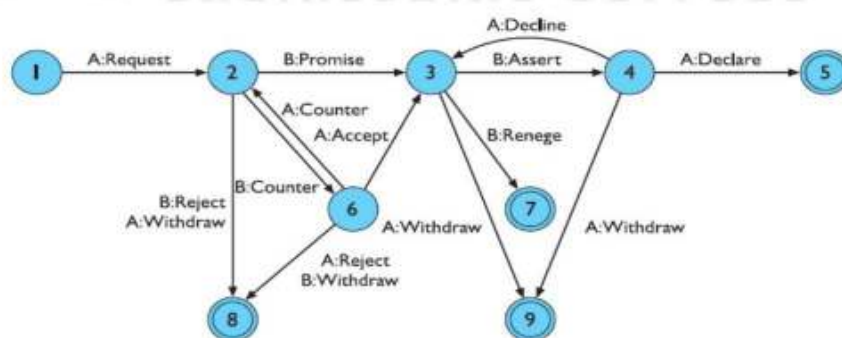 A:Decline
1
A:Request
2
B:Promise
3
B:Assert
4
A:Declare
5
A:Counter
A:Accept
B:Renege
B:Reject
A:Withdraw
B:Counter
6
7
A:Withdraw
A:Withdraw
A:Reject
B:Withdraw
8
9